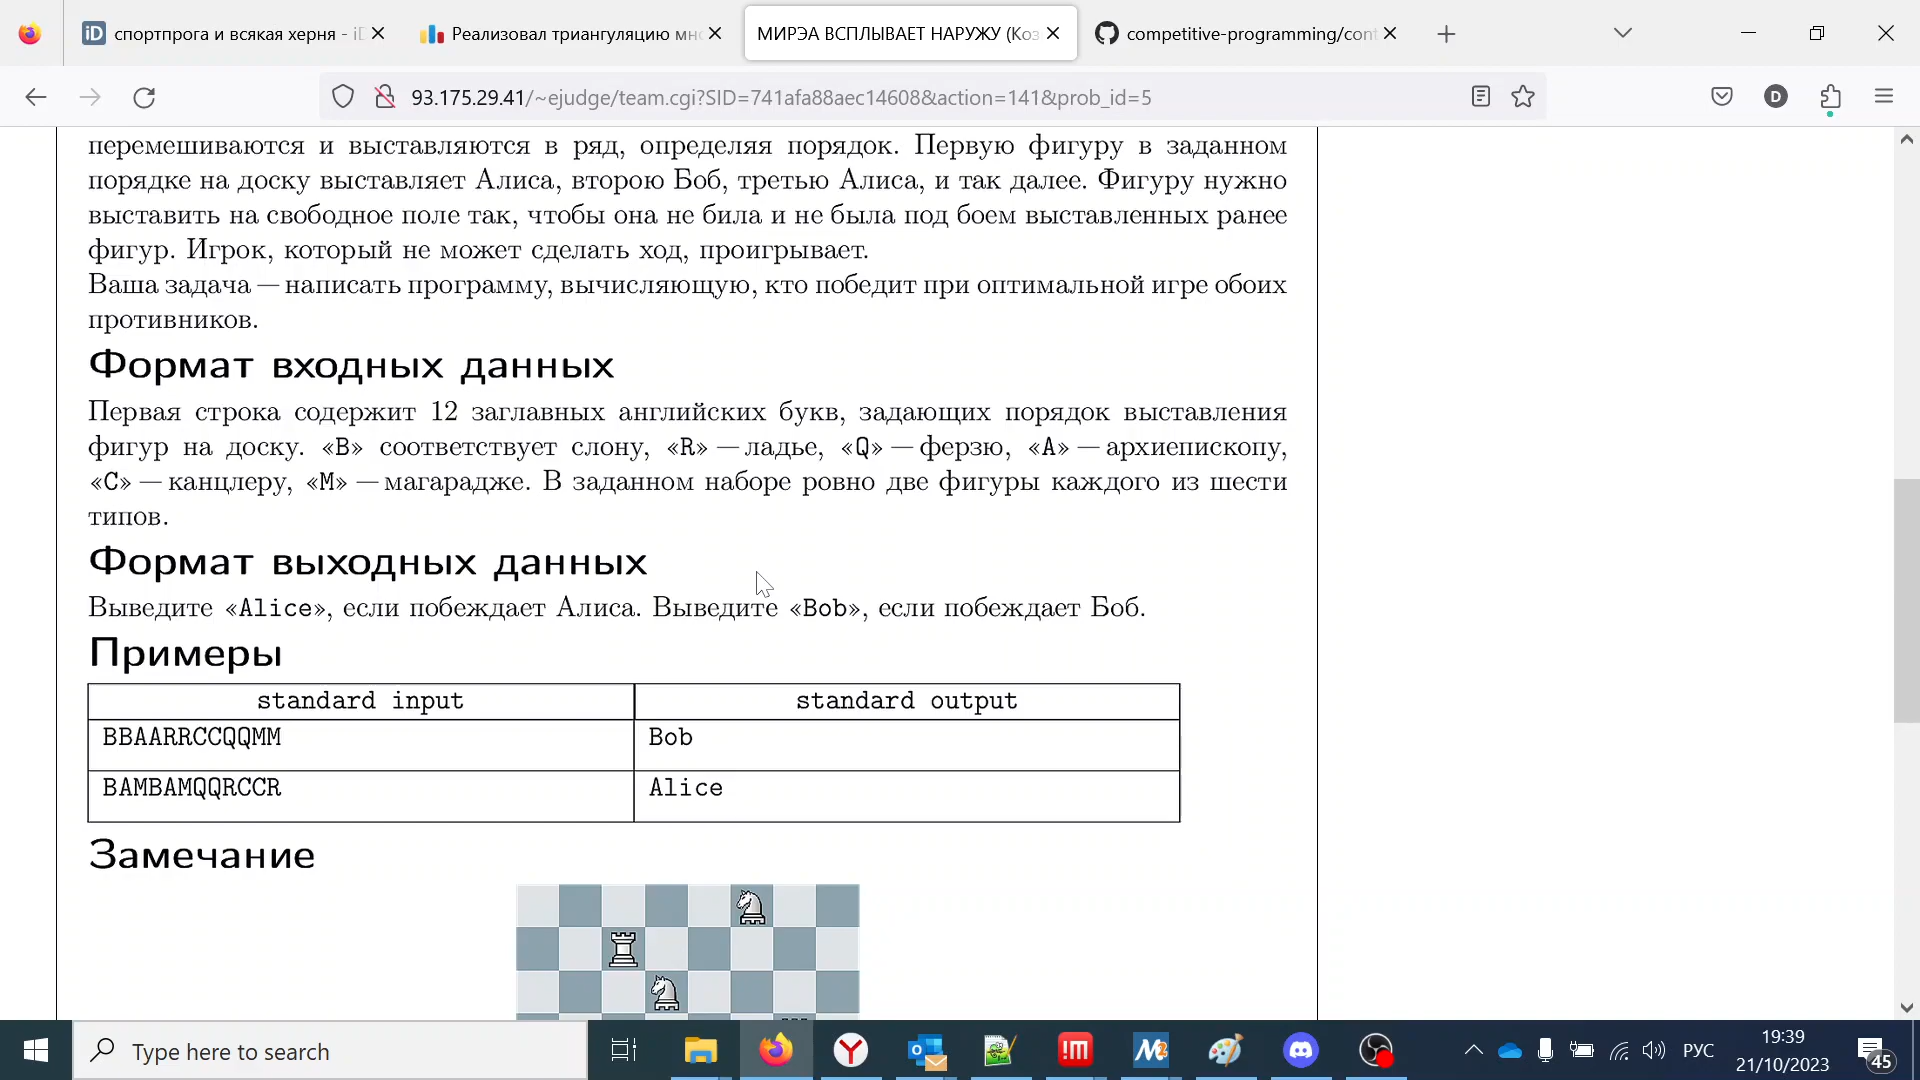 спортпрога и всякая херня - iD
Реализовал триангуляцию мно
МИРЭА ВСПЛЫВАЕТ НАРУЖУ (Коз
competitive-programming/cont
93.175.29.41/~ejudge/team.cgi?SID=741afa88aec14608&action=141&prob_id=5
перемешиваются и выставляются в ряд, определяя порядок. Первую фигуру в заданном
порядке на доску выставляет Алиса, второю Боб, третью Алиса, и так далее. Фигуру нужно
выставить на свободное поле так, чтобы она не била и не была под боем выставленных ранее
фигур. Игрок, который не может сделать ход, проигрывает.
Ваша задача — написать программу, вычисляющую, кто победит при оптимальной игре обоих
противников.
Формат входных данных
Первая строка содержит 12 заглавных английских букв, задающих порядок выставления
фигур на доску. «B» соответствует слону, «R» — ладье, «Q» — ферзю, «A» — архиепископу,
«C» — канцлеру, «M» — магарадже. В заданном наборе ровно две фигуры каждого из шести
типов.
Формат выходных данных
Выведите «Alice», если побеждает Алиса. Выведите «Bob», если побеждает Боб.
Примеры
standard input standard output
BBAARRCCQQMM Bob
BAMBAMQQRCCR Alice
Замечание
Type here to search
РУС
19:39
21/10/2023
45